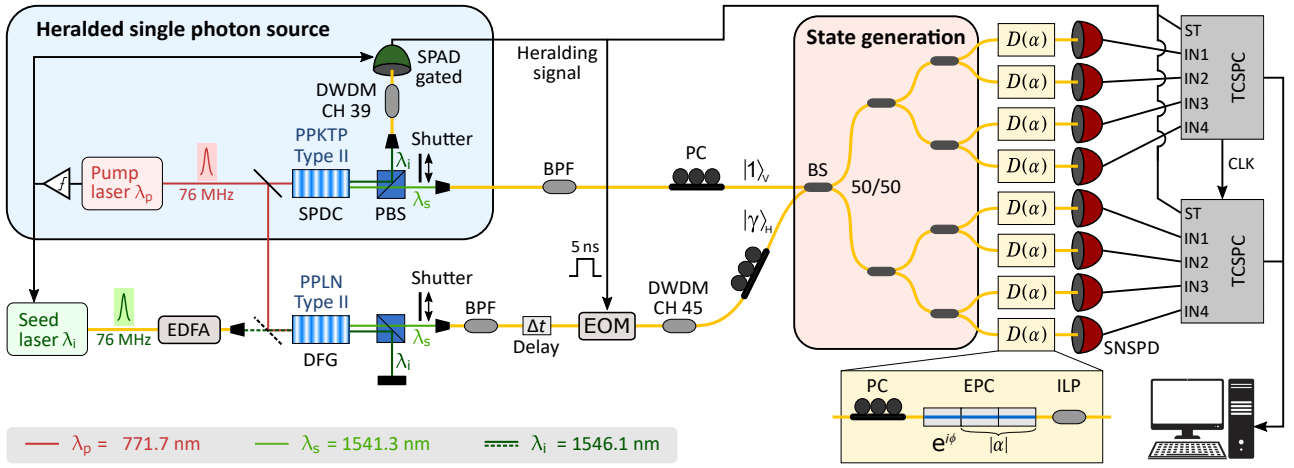 Heralded single photon source
SPAD
gated
DWDM
CH 39
Heralding
signal
PPKTP
Type II
Shutter
λi
λs
Pump
laser λp
76 MHz
SPDC
PBS
BPF
PC
|1⟩V
|γ⟩H
State generation
BS
50/50
D(α)
D(α)
D(α)
D(α)
D(α)
D(α)
D(α)
D(α)
SNSPD
ST
IN1
IN2
IN3
IN4
TCSPC
CLK
ST
IN1
IN2
IN3
IN4
TCSPC
Seed
laser λi
76 MHz
EDFA
PPLN
Type II
DFG
Shutter
λs
λi
BPF
Δt
Delay
5 ns
EOM
DWDM
CH 45
PC
EPC
ILP
e^iϕ
|α|
λp = 771.7 nm
λs = 1541.3 nm
λi = 1546.1 nm